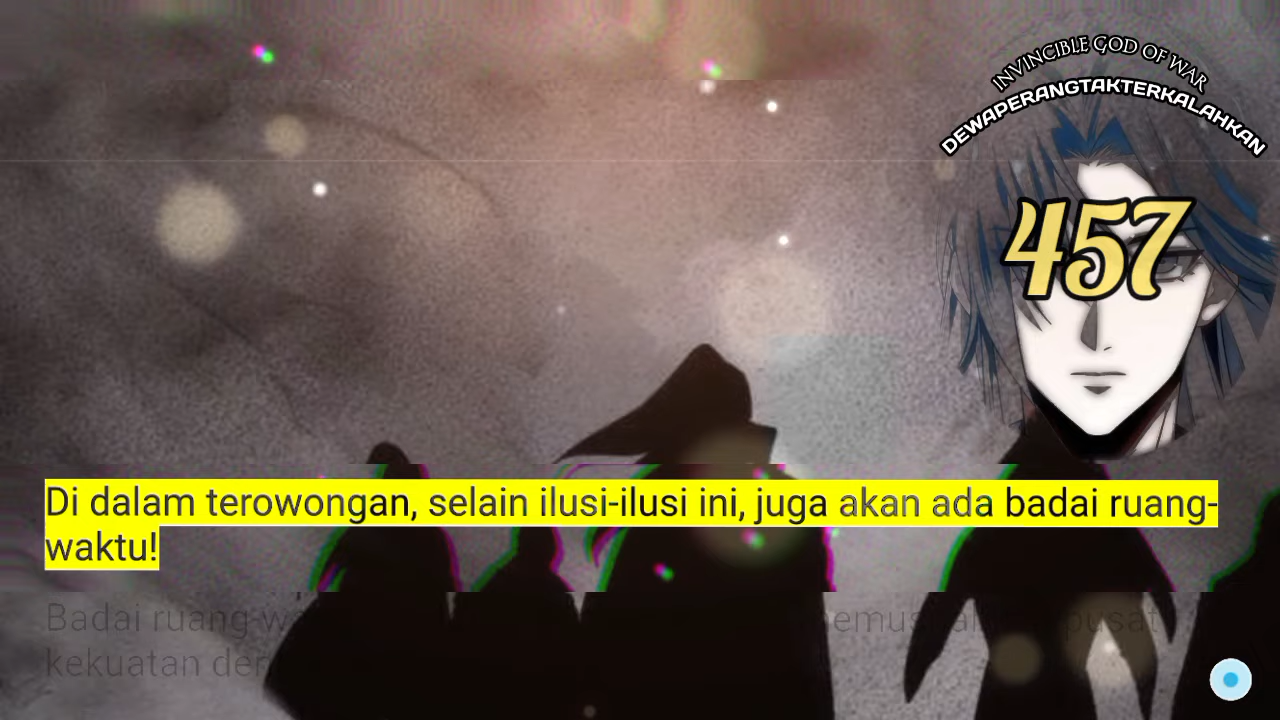 INVINCIBLE GOD OF WAR
DEWAPERANGTAKTERKALAHKAN
457
Di dalam terowongan, selain ilusi-ilusi ini, juga akan ada badai ruang-
waktu!
Badai ruang pusat
kekuatan